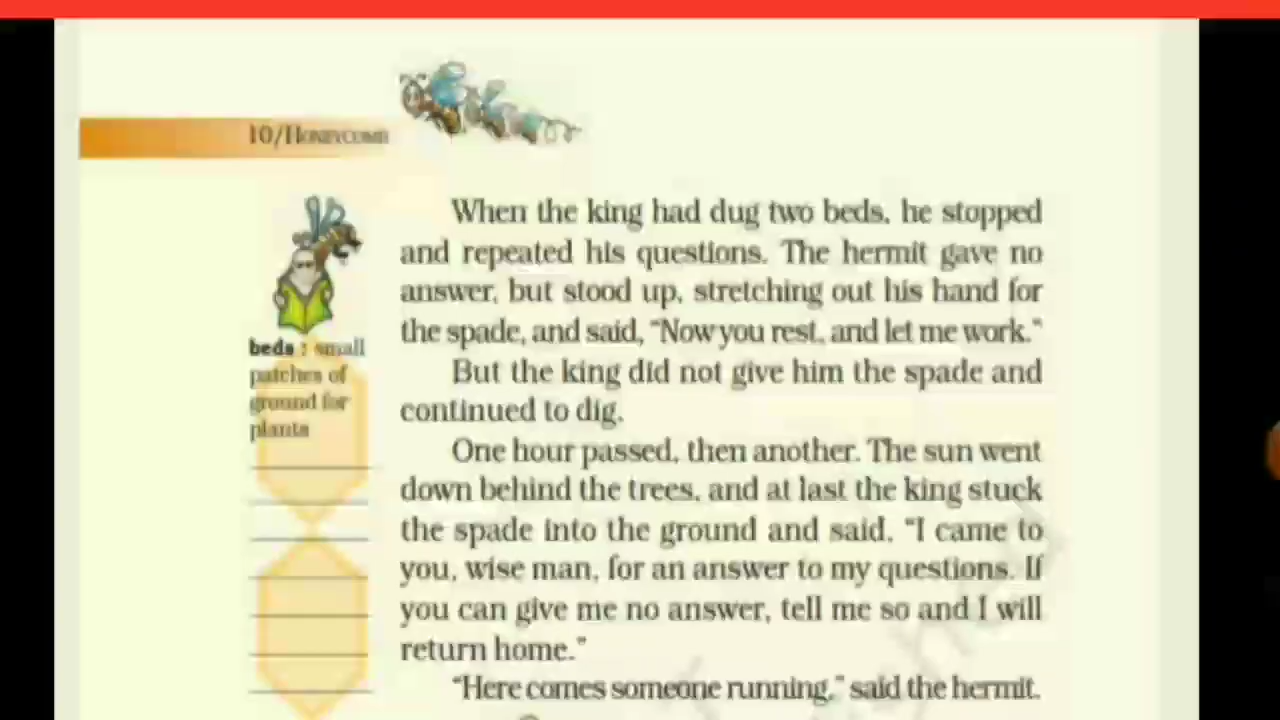 10/HONEYCOMB
When the king had dug two beds, he stopped
and repeated his questions. The hermit gave no
answer, but stood up, stretching out his hand for
the spade, and said, “Now you rest, and let me work.”
beds : small
patches of
ground for
plants
But the king did not give him the spade and
continued to dig.
One hour passed, then another. The sun went
down behind the trees, and at last the king stuck
the spade into the ground and said, “I came to
you, wise man, for an answer to my questions. If
you can give me no answer, tell me so and I will
return home.”
“Here comes someone running,” said the hermit.